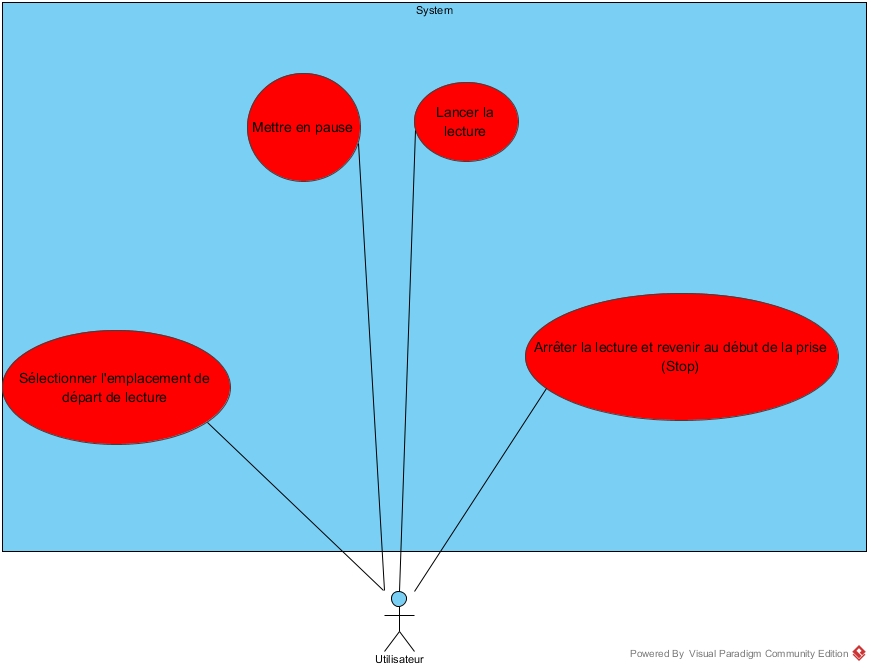 System
Mettre en pause
Lancer la
lecture
Arrêter la lecture et revenir au début de la prise
(Stop)
Sélectionner l'emplacement de
départ de lecture
Utilisateur
Powered By Visual Paradigm Community Edition